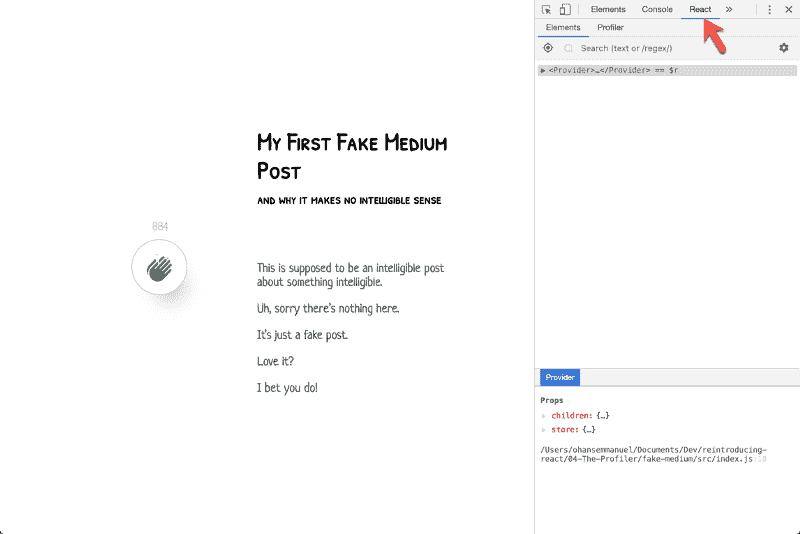 Elements Console React »
Elements Profiler
Search (text or /regex/)
▶ <Provider>…</Provider> == $r
My First Fake Medium
Post
and why it makes no intelligible sense
884
This is supposed to be an intelligible post
about something intelligible.
Uh, sorry there's nothing here.
It's just a fake post.
Love it?
I bet you do!
Provider
Props
children: {…}
store: {…}
/Users/ohansemmanuel/Documents/Dev/reintroducing-
react/04-The-Profiler/fake-medium/src/index.js